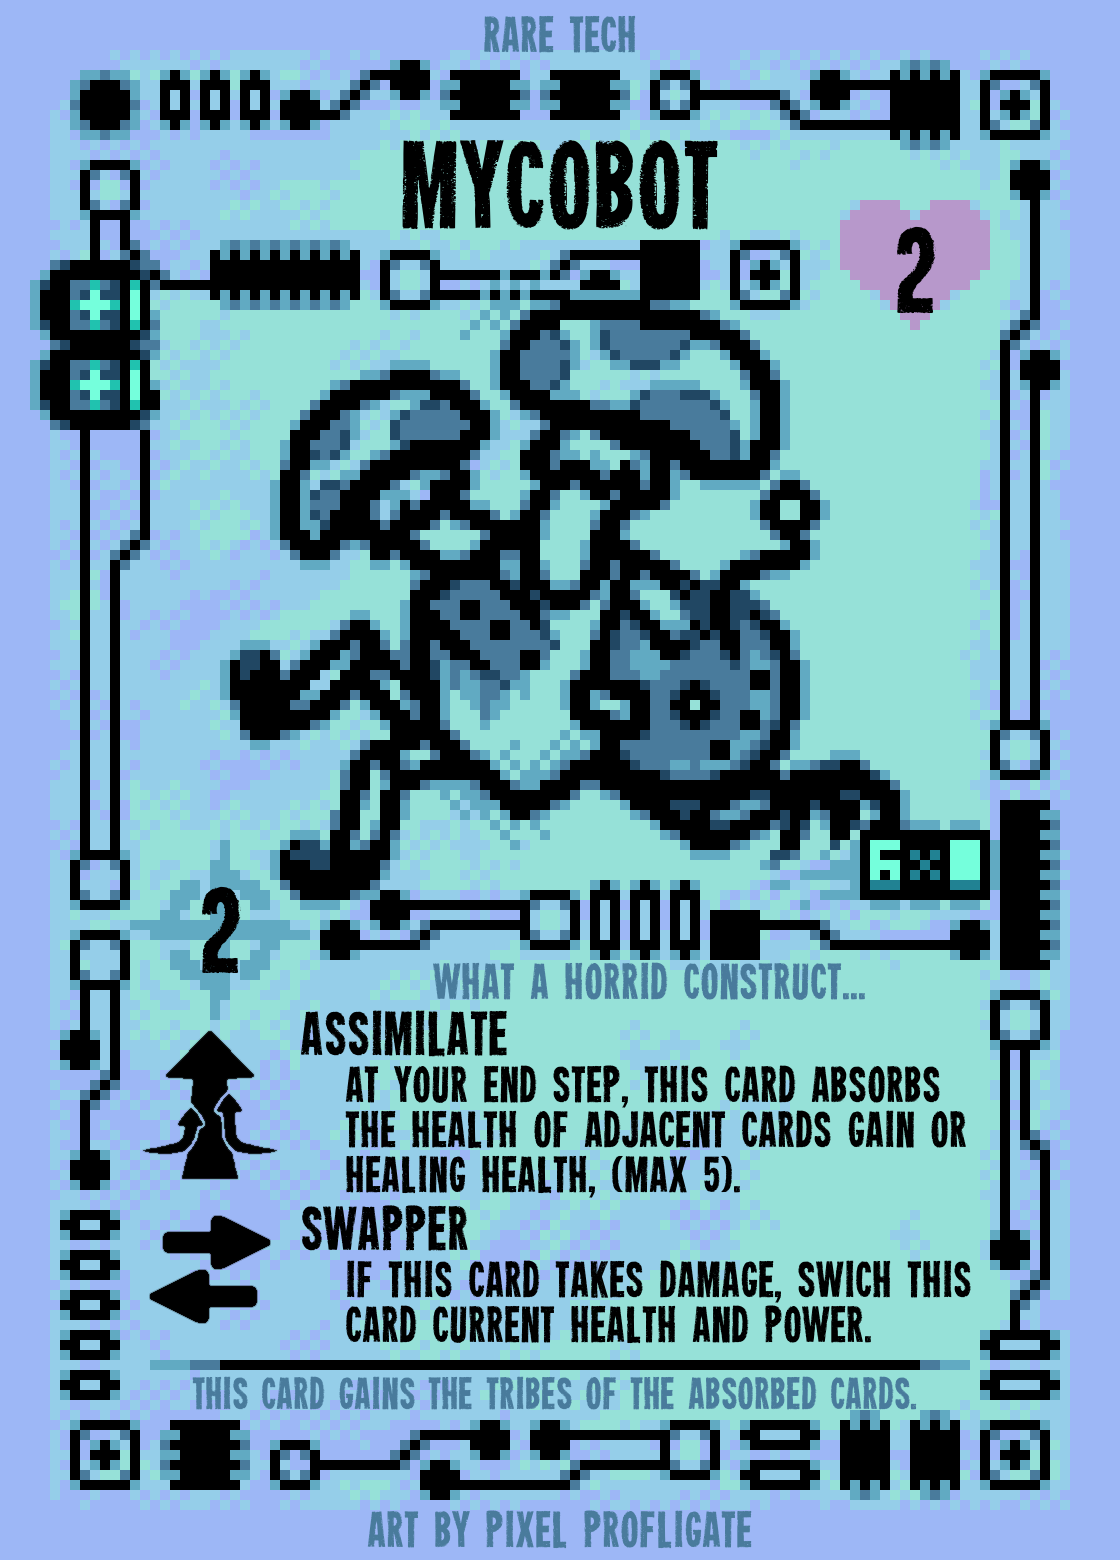 RARE TECH
MYCOBOT
2
6X
2
WHAT A HORRID CONSTRUCT...
ASSIMILATE
AT YOUR END STEP, THIS CARD ABSORBS
THE HEALTH OF ADJACENT CARDS GAIN OR
HEALING HEALTH, (MAX 5).
SWAPPER
IF THIS CARD TAKES DAMAGE, SWICH THIS
CARD CURRENT HEALTH AND POWER.
THIS CARD GAINS THE TRIBES OF THE ABSORBED CARDS.
ART BY PIXEL PROFLIGATE